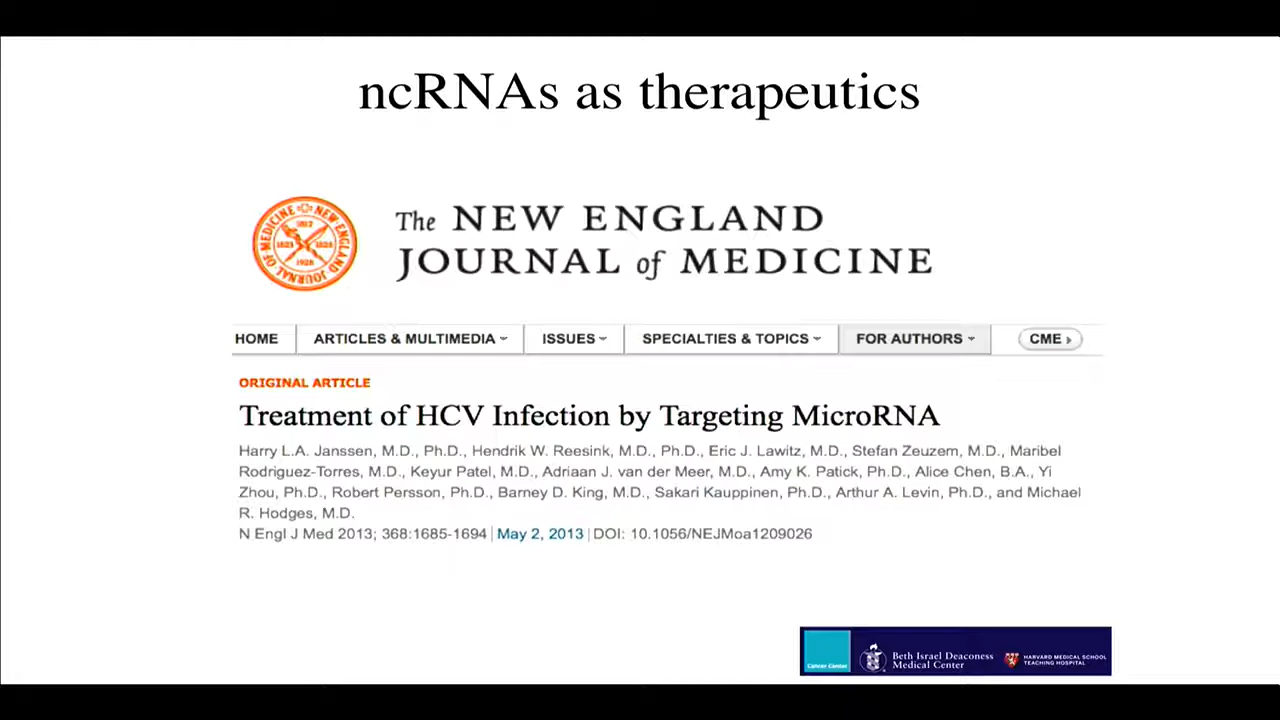 ncRNAs as therapeutics
The NEW ENGLAND
JOURNAL of MEDICINE
HOME ARTICLES & MULTIMEDIA ISSUES SPECIALTIES & TOPICS FOR AUTHORS CME
ORIGINAL ARTICLE
Treatment of HCV Infection by Targeting MicroRNA
Harry L.A. Janssen, M.D., Ph.D., Hendrik W. Reesink, M.D., Ph.D., Eric J. Lawitz, M.D., Stefan Zeuzem, M.D., Maribel
Rodriguez-Torres, M.D., Keyur Patel, M.D., Adriaan J. van der Meer, M.D., Amy K. Patick, Ph.D., Alice Chen, B.A., Yi
Zhou, Ph.D., Robert Persson, Ph.D., Barney D. King, M.D., Sakari Kauppinen, Ph.D., Arthur A. Levin, Ph.D., and Michael
R. Hodges, M.D.
N Engl J Med 2013; 368:1685-1694 | May 2, 2013 | DOI: 10.1056/NEJMoa1209026
Cancer Center
Beth Israel Deaconess
Medical Center
HARVARD MEDICAL SCHOOL
TEACHING HOSPITAL